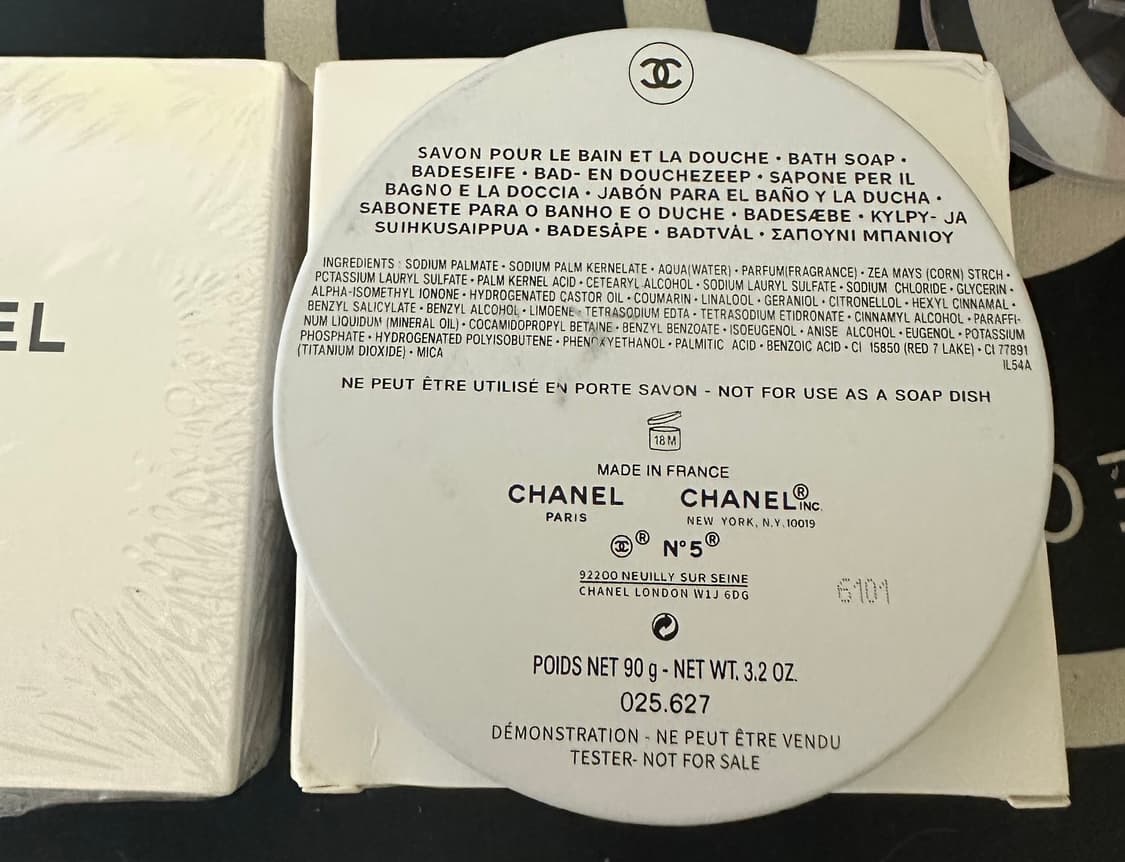 EL
SAVON POUR LE BAIN ET LA DOUCHE • BATH SOAP •
BADESEIFE • BAD- EN DOUCHEZEEP • SAPONE PER IL
BAGNO E LA DOCCIA • JABÓN PARA EL BAÑO Y LA DUCHA •
SABONETE PARA O BANHO E O DUCHE • BADESÆBE • KYLPY- JA
SUIHKUSAIPPUA • BADESÅPE • BADTVÅL • ΣΑΠΟΥΝΙ ΜΠΑΝΙΟΥ
INGREDIENTS : SODIUM PALMATE • SODIUM PALM KERNELATE • AQUA(WATER) • PARFUM(FRAGRANCE) • ZEA MAYS (CORN) STRCH •
PCTASSIUM LAURYL SULFATE • PALM KERNEL ACID • CETEARYL ALCOHOL • SODIUM LAURYL SULFATE • SODIUM CHLORIDE • GLYCERIN •
ALPHA-ISOMETHYL IONONE • HYDROGENATED CASTOR OIL • COUMARIN • LINALOOL • GERANIOL • CITRONELLOL • HEXYL CINNAMAL •
BENZYL SALICYLATE • BENZYL ALCOHOL • LIMOENE • TETRASODIUM EDTA • TETRASODIUM ETIDRONATE • CINNAMYL ALCOHOL • PARAFFI-
NUM LIQUIDUM (MINERAL OIL) • COCAMIDOPROPYL BETAINE • BENZYL BENZOATE • ISOEUGENOL • ANISE ALCOHOL • EUGENOL • POTASSIUM
PHOSPHATE • HYDROGENATED POLYISOBUTENE • PHENOXYETHANOL • PALMITIC ACID • BENZOIC ACID • CI 15850 (RED 7 LAKE) • CI 77891
(TITANIUM DIOXIDE) • MICA
IL54A
NE PEUT ÊTRE UTILISÉ EN PORTE SAVON - NOT FOR USE AS A SOAP DISH
18M
MADE IN FRANCE
CHANEL CHANEL® INC.
PARIS NEW YORK, N.Y.10019
® N°5®
92200 NEUILLY SUR SEINE
CHANEL LONDON W1J 6DG
6101
POIDS NET 90 g - NET WT. 3.2 OZ.
025.627
DÉMONSTRATION - NE PEUT ÊTRE VENDU
TESTER- NOT FOR SALE